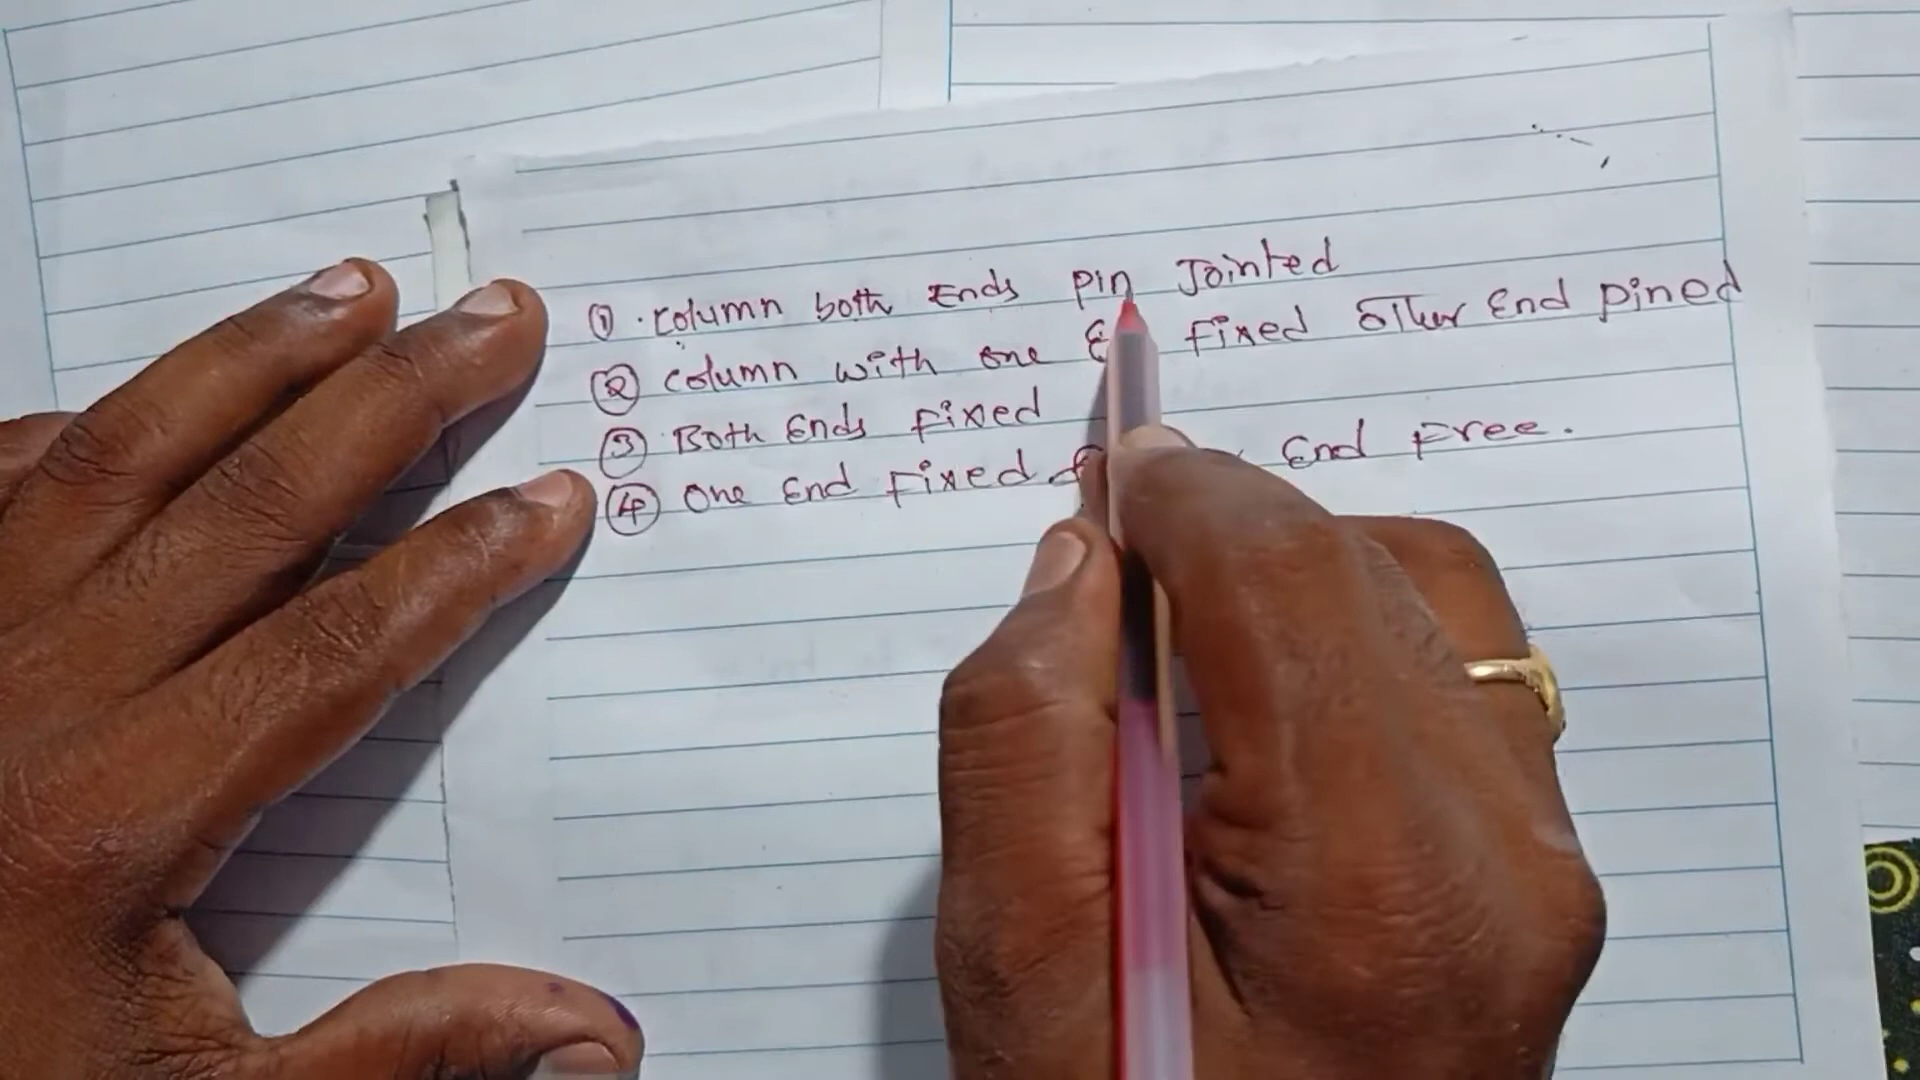 ① column both Ends pin Jointed
② column with one fixed other End pined
③ Both Ends fixed
④ One End Fixed End Free.